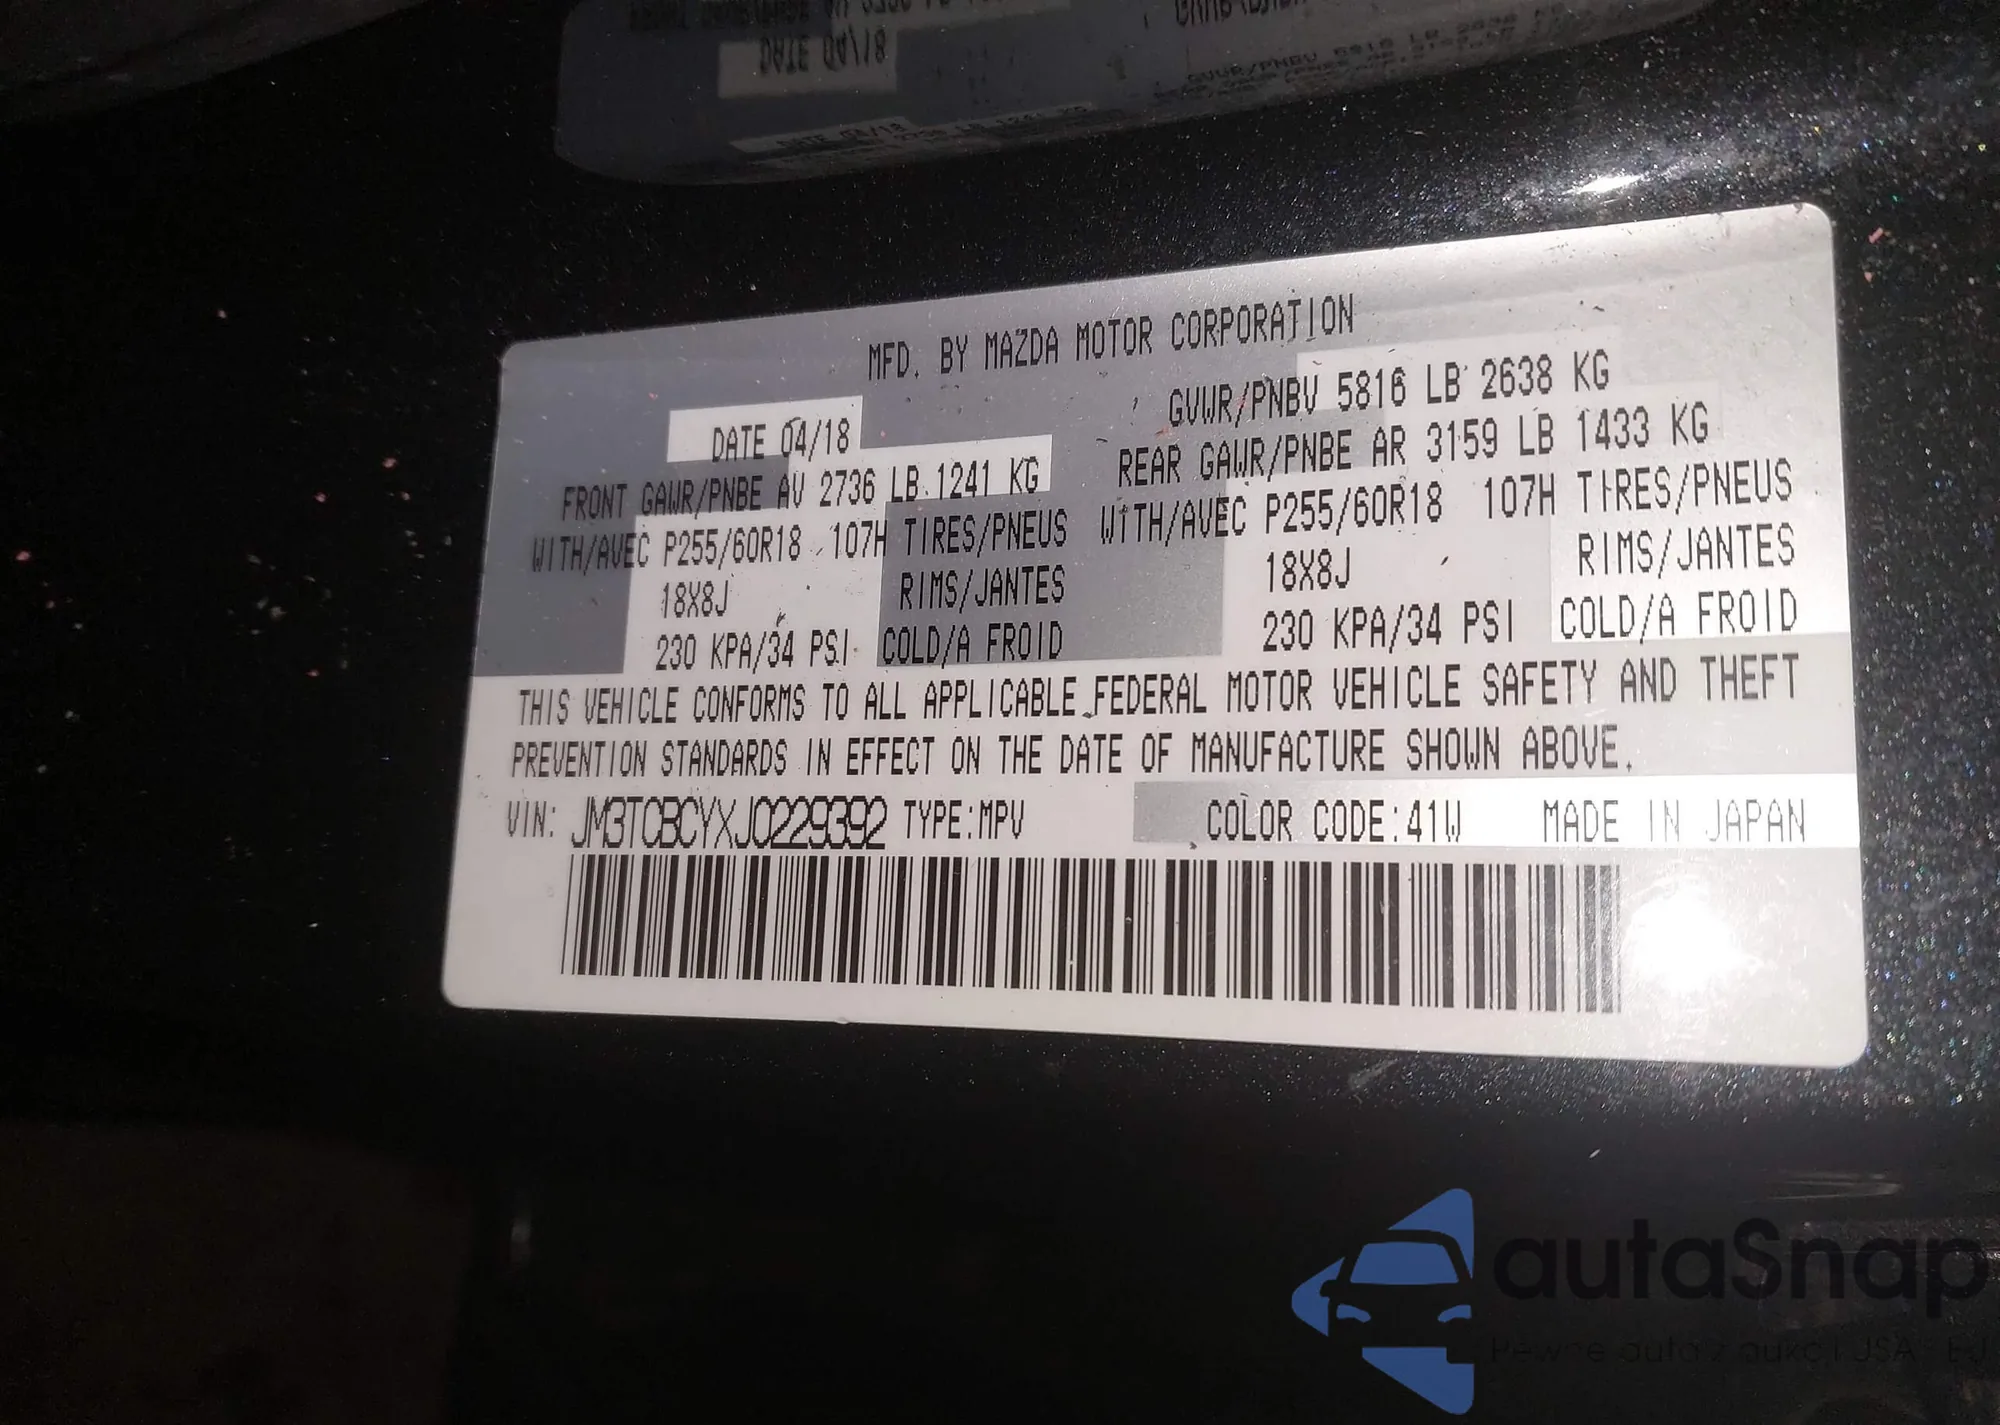 DATE 04/18
MFD. BY MAZDA MOTOR CORPORATION
DATE 04/18
GVWR/PNBV 5816 LB 2638 KG
FRONT GAWR/PNBE AV 2736 LB 1241 KG
REAR GAWR/PNBE AR 3159 LB 1433 KG
WITH/AVEC P255/60R18 107H TIRES/PNEUS
WITH/AVEC P255/60R18 107H TIRES/PNEUS
18X8J RIMS/JANTES
18X8J RIMS/JANTES
230 KPA/34 PSI COLD/A FROID
230 KPA/34 PSI COLD/A FROID
THIS VEHICLE CONFORMS TO ALL APPLICABLE FEDERAL MOTOR VEHICLE SAFETY AND THEFT
PREVENTION STANDARDS IN EFFECT ON THE DATE OF MANUFACTURE SHOWN ABOVE.
VIN: JM3TCBCYXJ0229392 TYPE:MPV COLOR CODE:41W MADE IN JAPAN
autaSnap